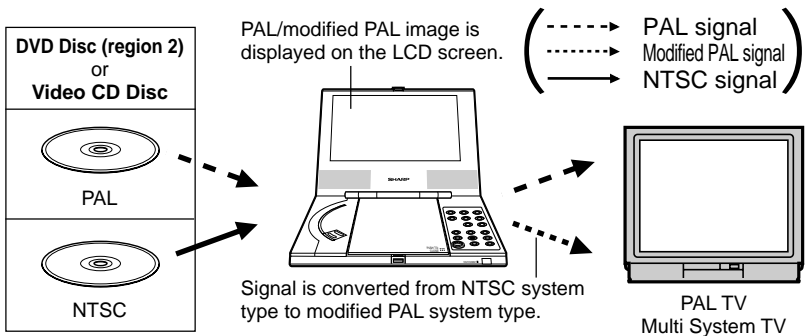 DVD Disc (region 2)
or
Video CD Disc
PAL
NTSC
PAL/modified PAL image is
displayed on the LCD screen.
SHARP
Signal is converted from NTSC system
type to modified PAL system type.
PAL signal
Modified PAL signal
NTSC signal
PAL TV
Multi System TV